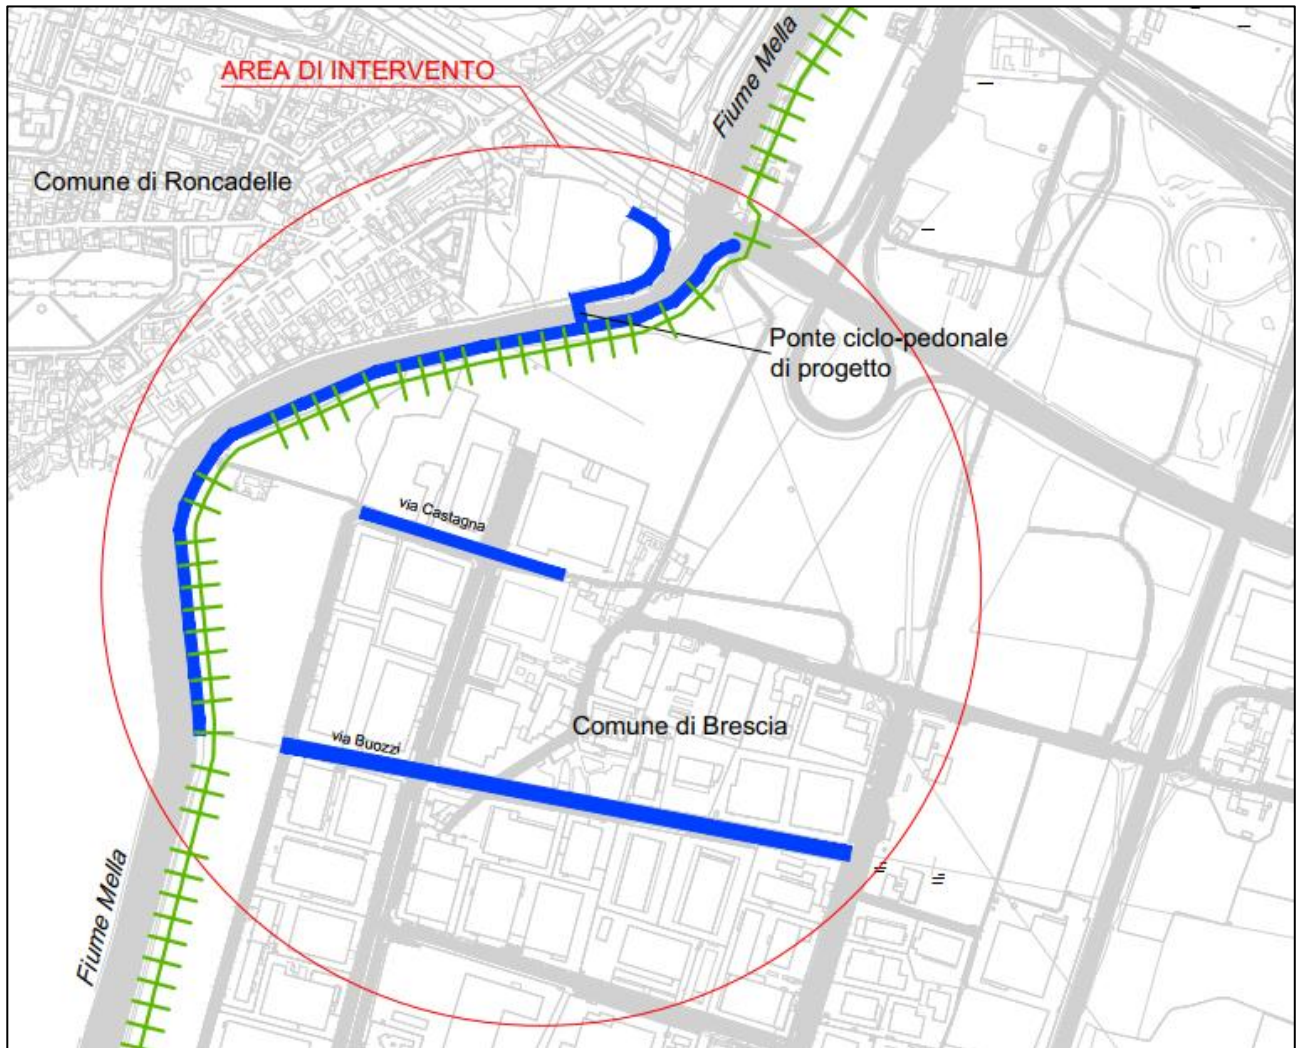 Fiume Mella
AREA DI INTERVENTO
Comune di Roncadelle
Ponte ciclo-pedonale
di progetto
via Castagna
Comune di Brescia
via Buozzi
Fiume Mella